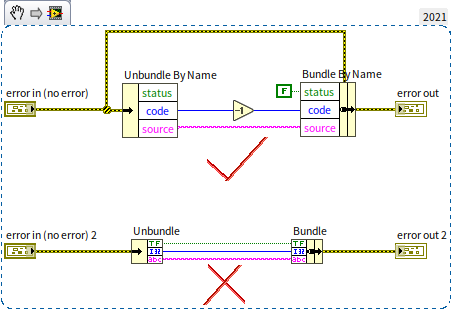 2021
Unbundle By Name
Bundle By Name
error in (no error)
status
code
source
-1
F
status
code
source
error out
error in (no error) 2
Unbundle
TF
I32
abc
Bundle
TF
I32
abc
error out 2